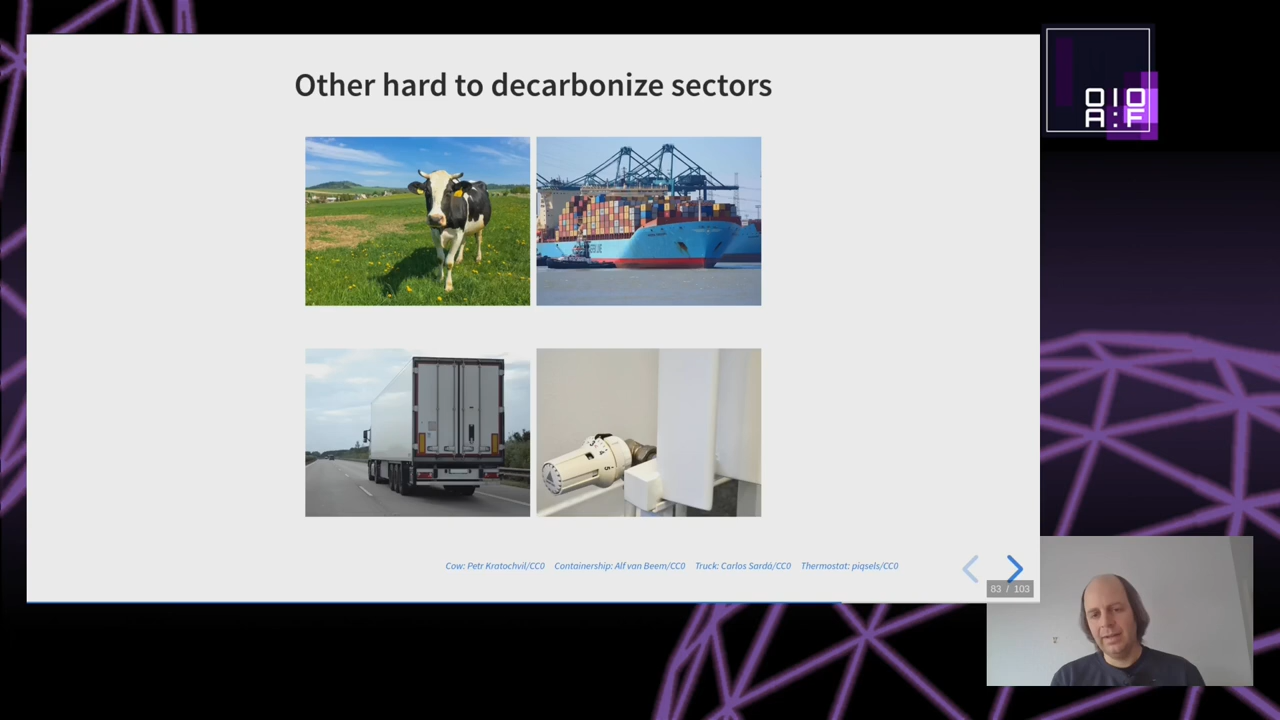 Other hard to decarbonize sectors
Cow: Petr Kratochvil/CC0 Containership: Alf van Beem/CC0 Truck: Carlos Sardá/CC0 Thermostat: piqsels/CC0
83 / 103
OIO
A:F